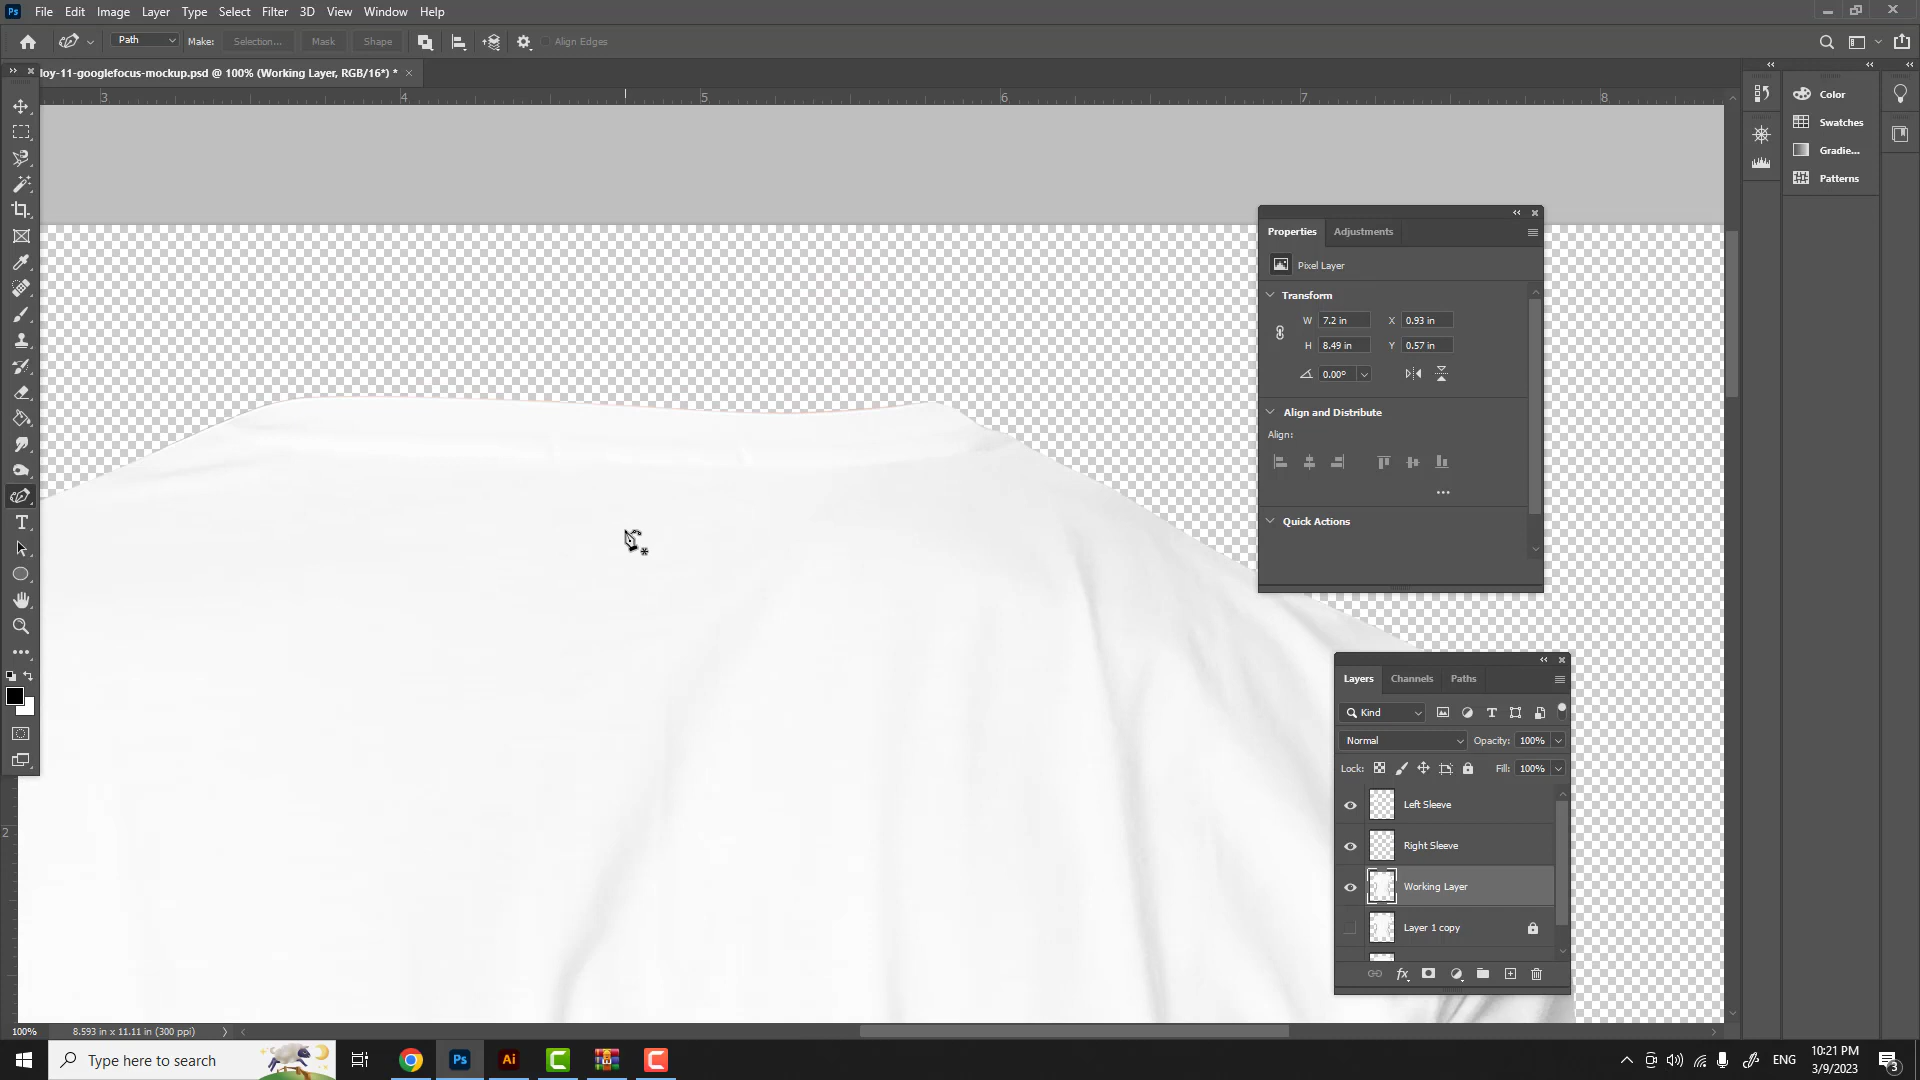 Ps File Edit Image Layer Type Select Filter 3D View Window Help
Path Make: Selection... Mask Shape Align Edges
loy-11-googlefocus-mockup.psd @ 100% (Working Layer, RGB/16*) *
3 4 5 6 7 8
Color
Swatches
Gradie...
Patterns
Properties Adjustments
Pixel Layer
Transform
W 7.2 in X 0.93 in
H 8.49 in Y 0.57 in
0.00°
Align and Distribute
Align:
Quick Actions
Layers Channels Paths
Kind
Normal Opacity: 100%
Lock: Fill: 100%
Left Sleeve
Right Sleeve
Working Layer
Layer 1 copy
2
100% 8.593 in x 11.11 in (300 ppi)
Type here to search
Ps Ai
ENG
10:21 PM
3/9/2023
3